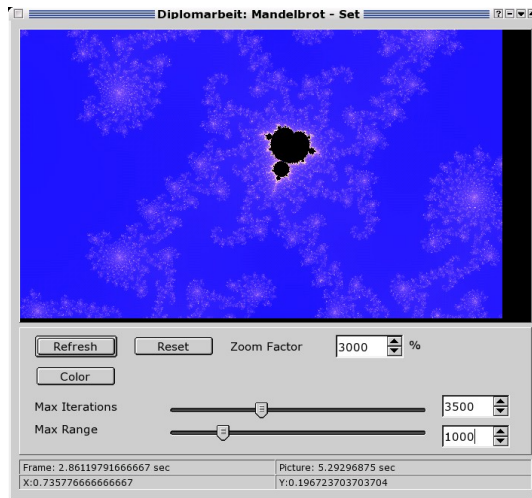 Diplomarbeit: Mandelbrot - Set
Refresh Reset Zoom Factor 3000 %
Color
Max Iterations 3500
Max Range 1000
Frame: 2.86119791666667 sec Picture: 5.29296875 sec
X:0.735776666666667 Y:0.196723703703704